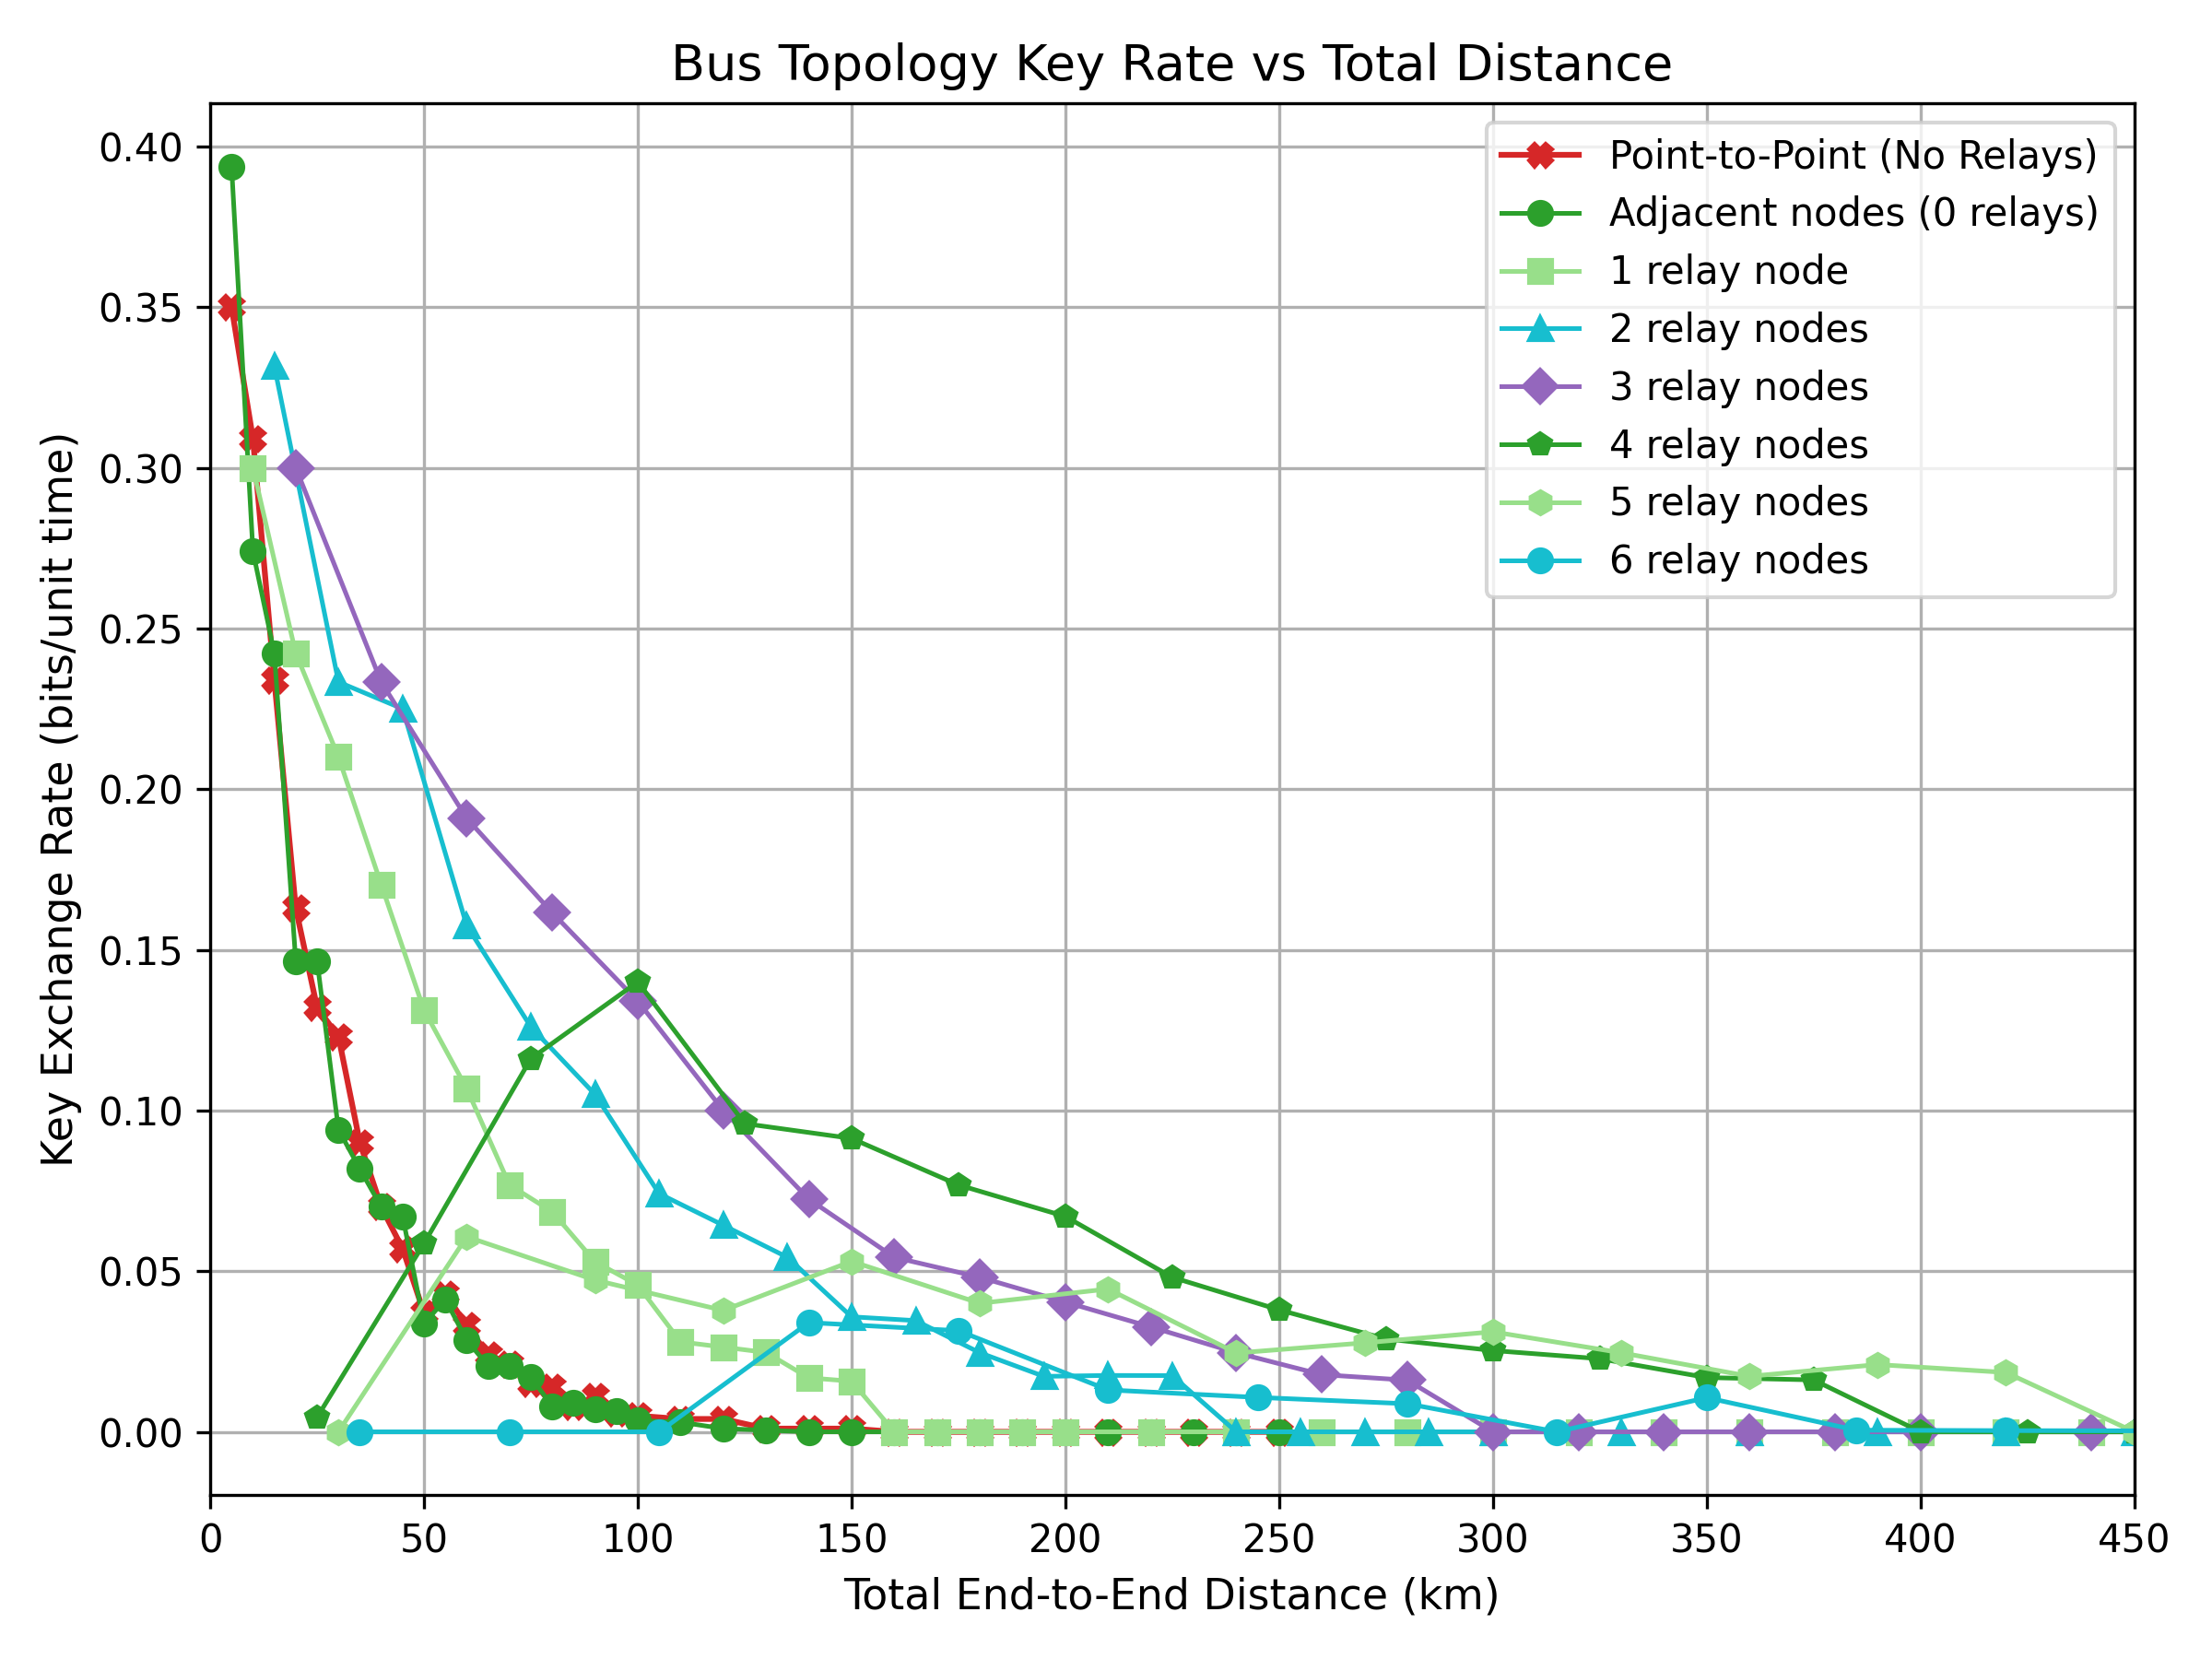 Bus Topology Key Rate vs Total Distance
Key Exchange Rate (bits/unit time)
0.40
0.35
0.30
0.25
0.20
0.15
0.10
0.05
0.00
Point-to-Point (No Relays)
Adjacent nodes (0 relays)
1 relay node
2 relay nodes
3 relay nodes
4 relay nodes
5 relay nodes
6 relay nodes
0 50 100 150 200 250 300 350 400 450
Total End-to-End Distance (km)